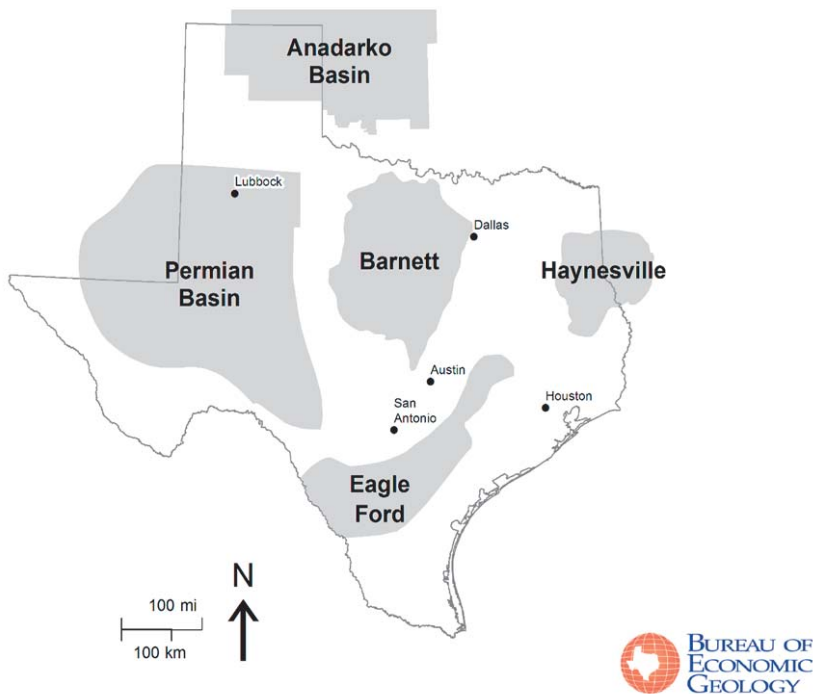 Anadarko
Basin
Lubbock
Dallas
Permian
Basin
Barnett
Haynesville
Austin
San
Antonio
Houston
Eagle
Ford
N
100 mi
100 km
BUREAU OF
ECONOMIC
GEOLOGY